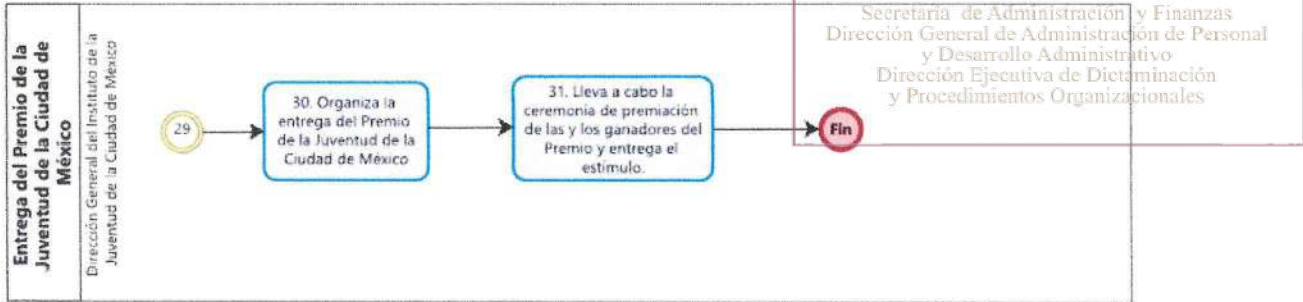 Secretaría de Administración y Finanzas
Dirección General de Administración de Personal
y Desarrollo Administrativo
Dirección Ejecutiva de Dictaminación
y Procedimientos Organizacionales
Entrega del Premio de la
Juventud de la Ciudad de
México
Dirección General del Instituto de la
Juventud de la Ciudad de México
29
30. Organiza la
entrega del Premio
de la Juventud de la
Ciudad de México
31. Lleva a cabo la
ceremonia de premiación
de las y los ganadores del
Premio y entrega el
estímulo.
Fin